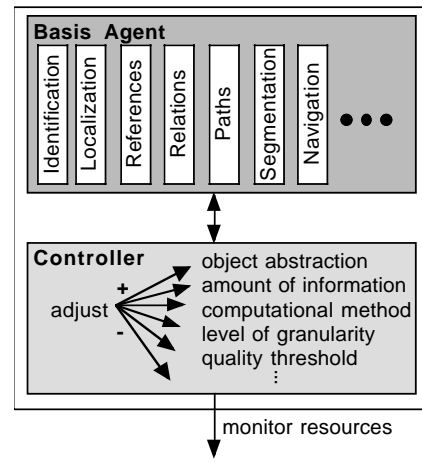 Basis Agent
Identification
Localization
References
Relations
Paths
Segmentation
Navigation
Controller
adjust
+
-
object abstraction
amount of information
computational method
level of granularity
quality threshold
...
monitor resources